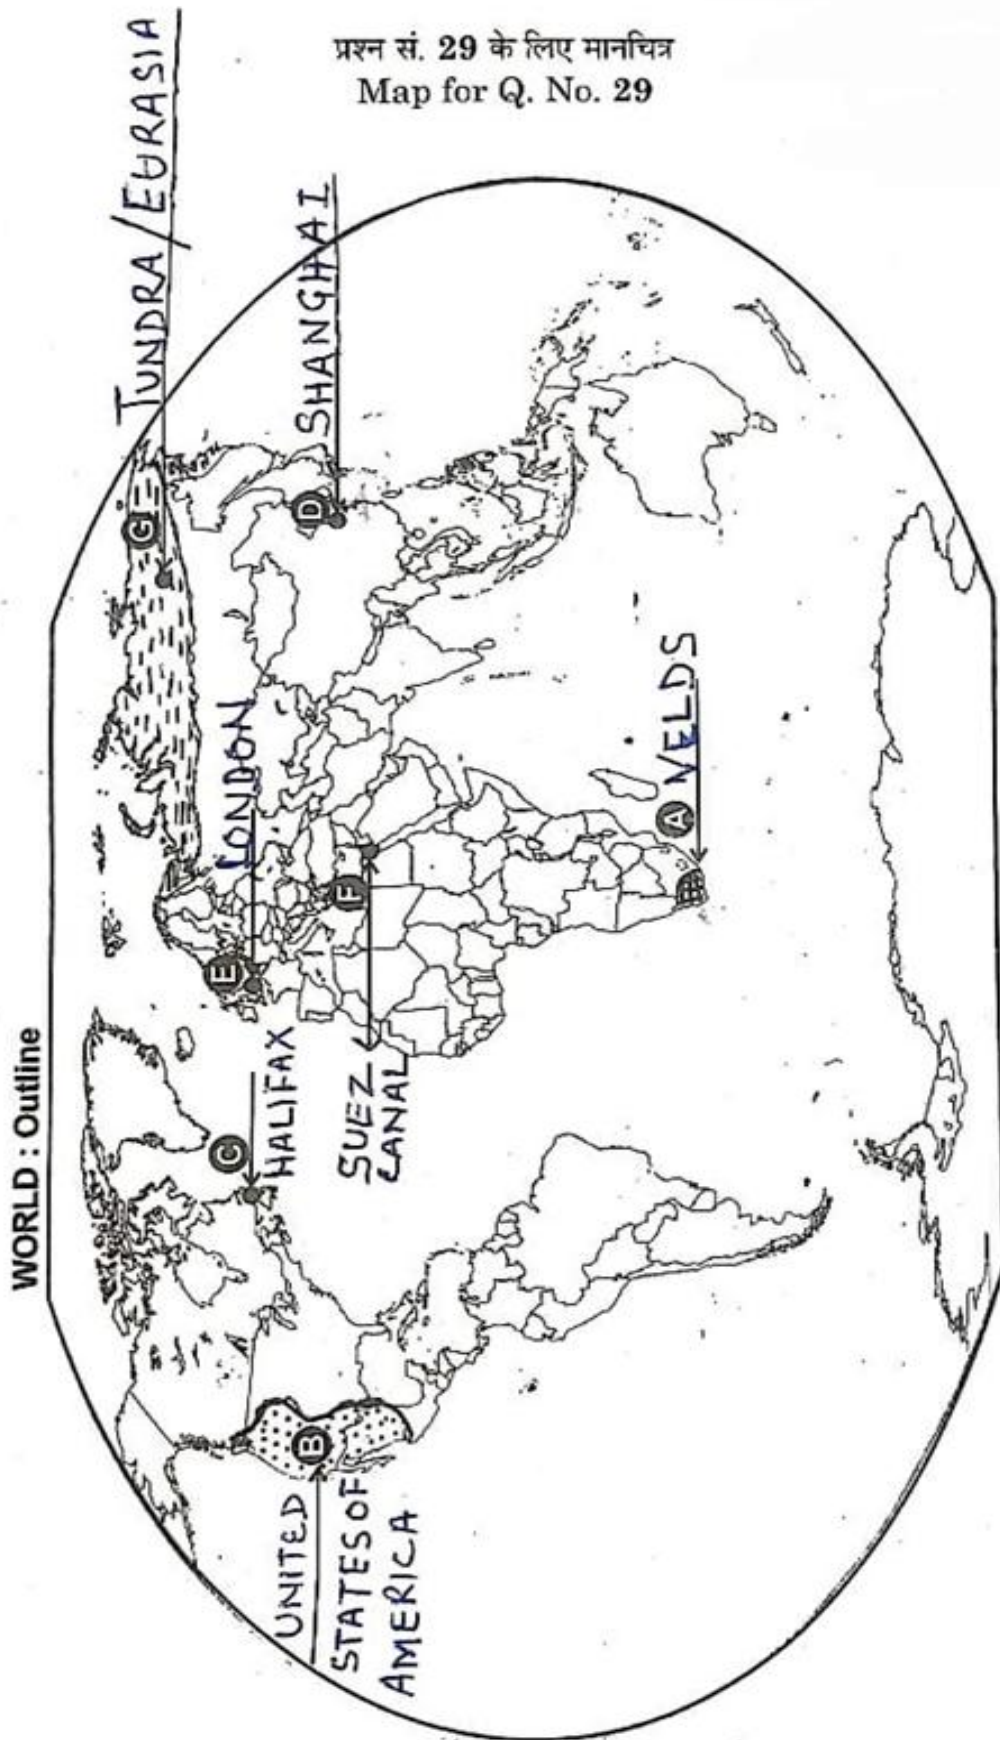 प्रश्न सं. 29 के लिए मानचित्र
Map for Q. No. 29
WORLD : Outline
TUNDRA/EURASIA
G
SHANGHAI
D
LONDON
E
F
SUEZ
CANAL
C
HALIFAX
A
VELDS
B
UNITED
STATES OF
AMERICA